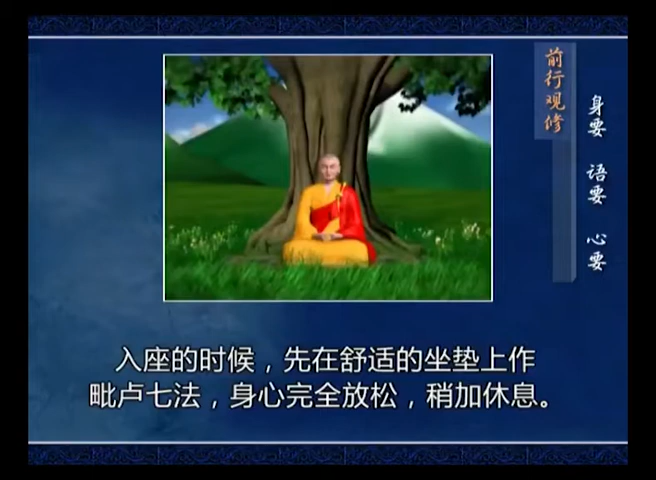 前行观修
身要 语要 心要
入座的时候，先在舒适的坐垫上作
毗卢七法，身心完全放松，稍加休息。